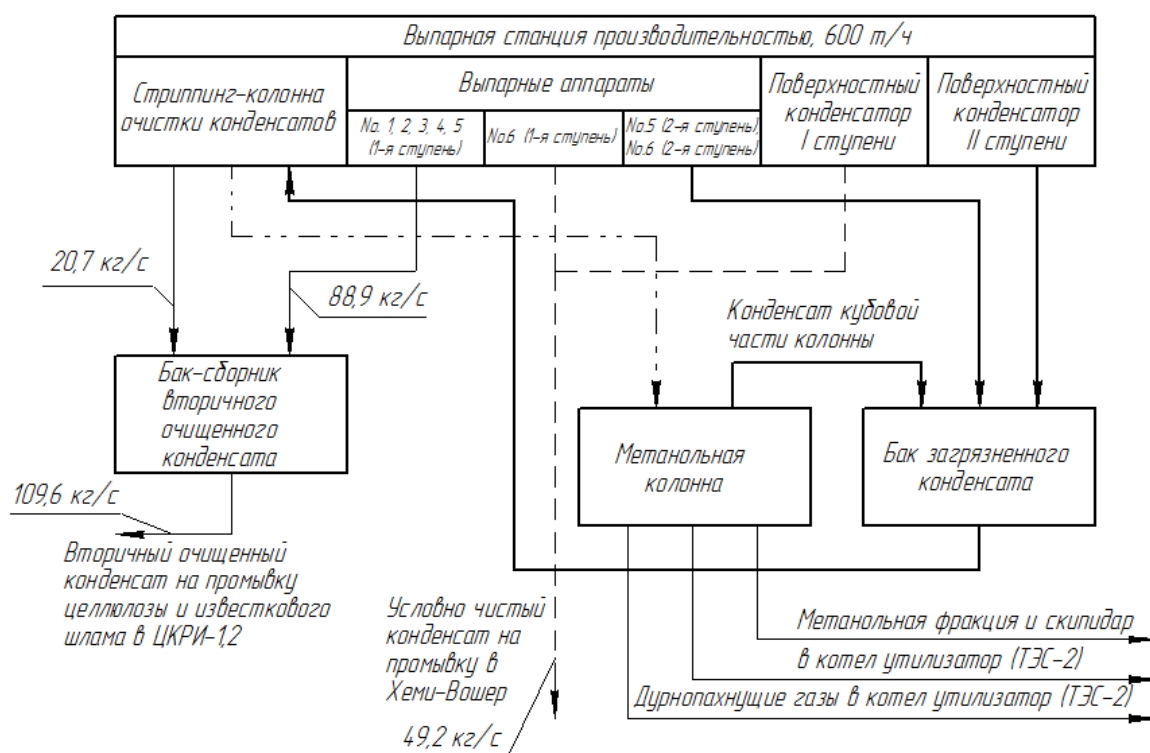 Выпарная станция производительностью, 600 т/ч
Стриппинг-колонна
очистки конденсатов
Выпарные аппараты
No. 1, 2, 3, 4, 5
(1-я ступень)
No.6 (1-я ступень)
No.5 (2-я ступень),
No.6 (2-я ступень)
Поверхностный
конденсатор
I ступени
Поверхностный
конденсатор
II ступени
20,7 кг/с
88,9 кг/с
Конденсат кубовой
части колонны
Бак-сборник
вторичного
очищенного
конденсата
Метанольная
колонна
Бак загрязненного
конденсата
109,6 кг/с
Вторичный очищенный
конденсат на промывку
целлюлозы и известкового
шлама в ЦКРИ-1,2
Условно чистый
конденсат на
промывку в
Хеми-Вошер
49,2 кг/с
Метанольная фракция и скипидар
в котел утилизатор (ТЭС-2)
Дурнопахнущие газы в котел утилизатор (ТЭС-2)